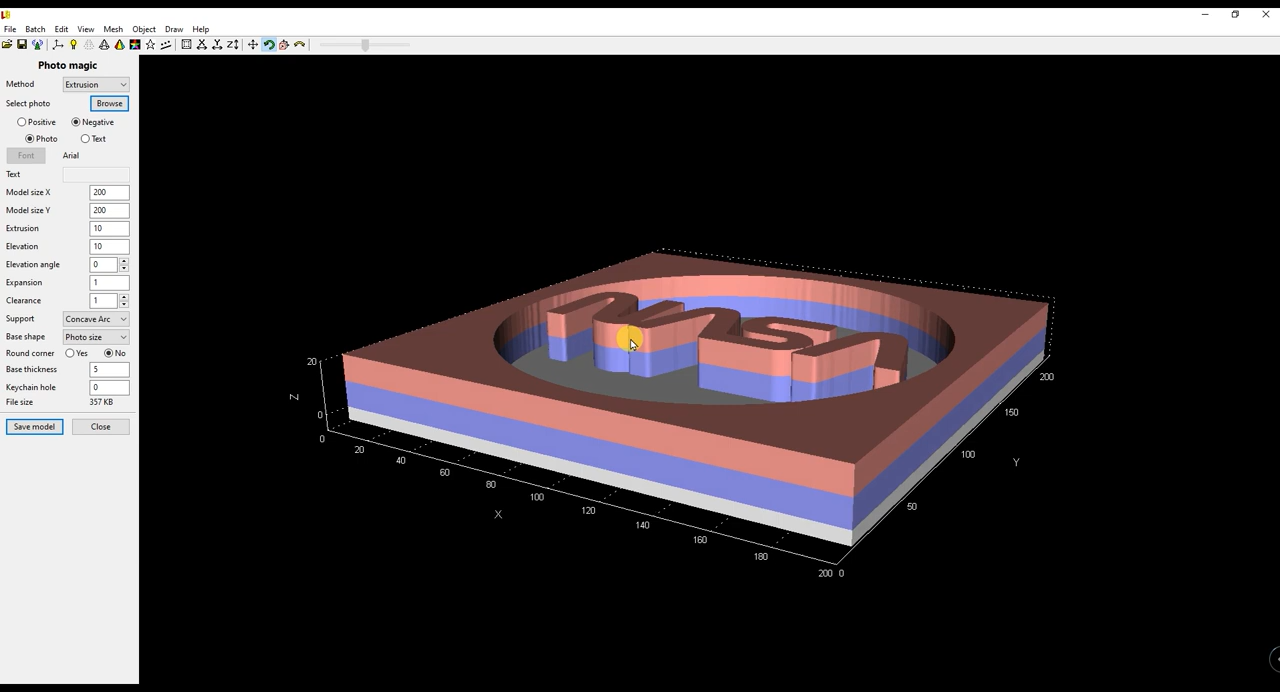 LB
File Batch Edit View Mesh Object Draw Help
Photo magic
Method Extrusion
Select photo Browse
Positive Negative
Photo Text
Font Arial
Text
Model size X 200
Model size Y 200
Extrusion 10
Elevation 10
Elevation angle 0
Expansion 1
Clearance 1
Support Concave Arc
Base shape Photo size
Round corner Yes No
Base thickness 5
Keychain hole 0
File size 357 KB
Save model Close
NASA
20
0
Z
0
20
40
60
80
100
120
140
160
180
200
X
0
50
100
150
200
Y